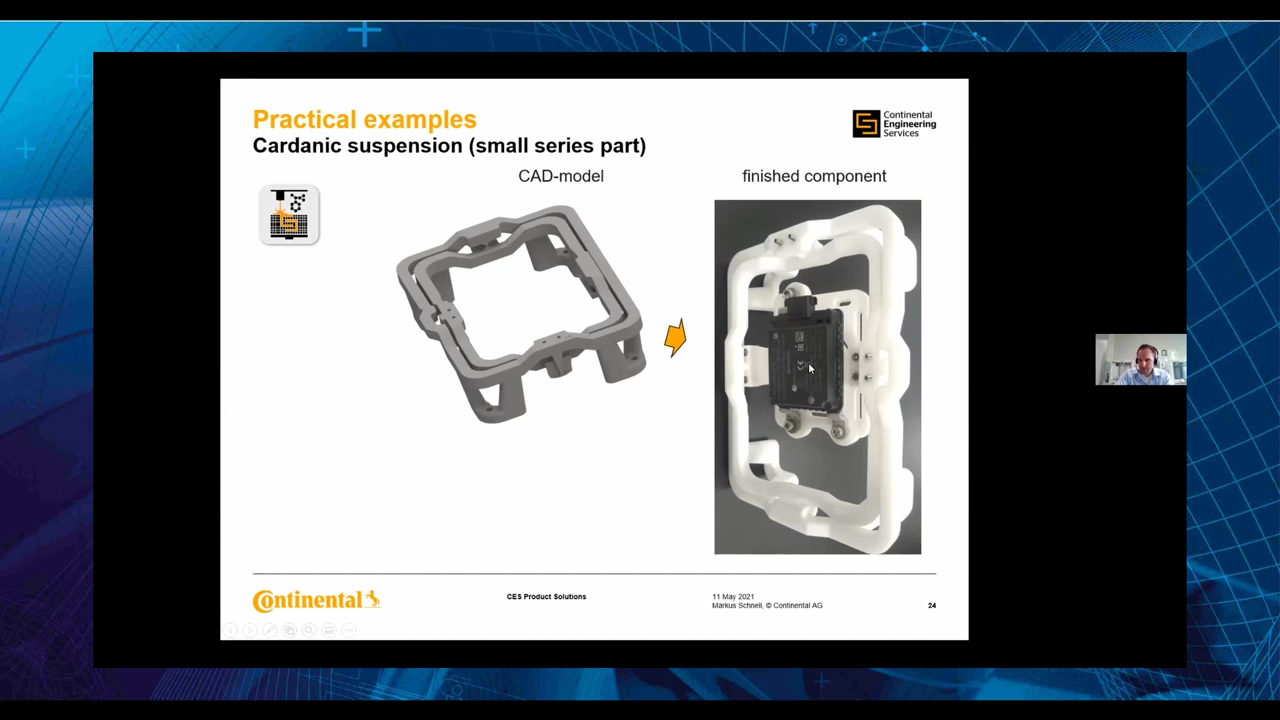 Practical examples
Cardanic suspension (small series part)
Continental
Engineering
Services
CAD-model
finished component
CE
Continental
CES Product Solutions
11 May 2021
Markus Schnell, © Continental AG
24